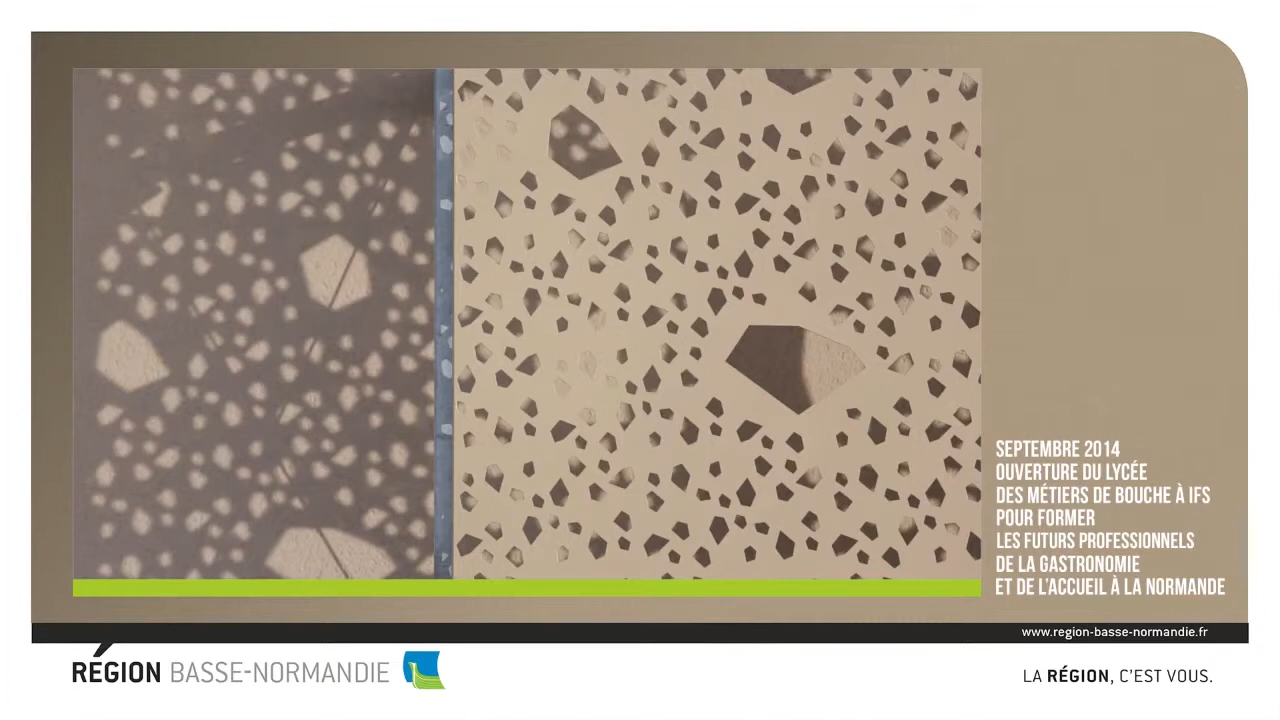 SEPTEMBRE 2014
OUVERTURE DU LYCÉE
DES MÉTIERS DE BOUCHE À IFS
POUR FORMER
LES FUTURS PROFESSIONNELS
DE LA GASTRONOMIE
ET DE L'ACCUEIL À LA NORMANDE
www.region-basse-normandie.fr
RÉGION BASSE-NORMANDIE
LA RÉGION, C'EST VOUS.